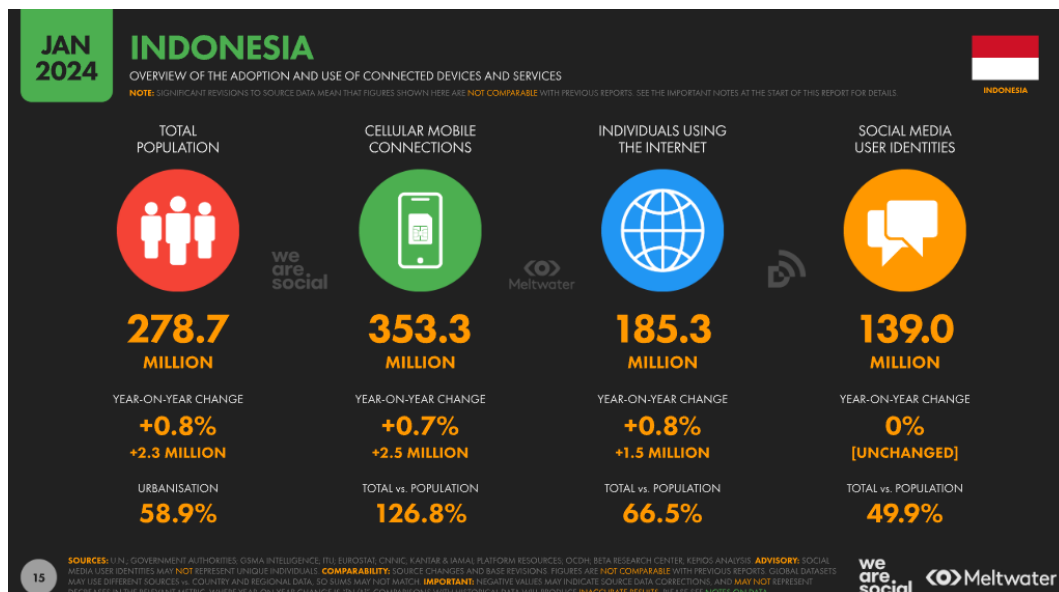 JAN
2024
INDONESIA
OVERVIEW OF THE ADOPTION AND USE OF CONNECTED DEVICES AND SERVICES
NOTE: SIGNIFICANT REVISIONS TO SOURCE DATA MEAN THAT FIGURES SHOWN HERE ARE NOT COMPARABLE WITH PREVIOUS REPORTS. SEE THE IMPORTANT NOTES AT THE START OF THIS REPORT FOR DETAILS.
INDONESIA
TOTAL
POPULATION
278.7
MILLION
YEAR-ON-YEAR CHANGE
+0.8%
+2.3 MILLION
URBANISATION
58.9%
CELLULAR MOBILE
CONNECTIONS
353.3
MILLION
YEAR-ON-YEAR CHANGE
+0.7%
+2.5 MILLION
TOTAL vs. POPULATION
126.8%
INDIVIDUALS USING
THE INTERNET
185.3
MILLION
YEAR-ON-YEAR CHANGE
+0.8%
+1.5 MILLION
TOTAL vs. POPULATION
66.5%
SOCIAL MEDIA
USER IDENTITIES
139.0
MILLION
YEAR-ON-YEAR CHANGE
0%
[UNCHANGED]
TOTAL vs. POPULATION
49.9%
we
are.
social
Meltwater
15
SOURCES: U.N.; GOVERNMENT AUTHORITIES; GSMA INTELLIGENCE; ITU; EUROSTAT; CNNIC; KANTAR & IAMAI; PLATFORM RESOURCES; OCDH; BETA RESEARCH CENTER; KEPIOS ANALYSIS. ADVISORY: SOCIAL
MEDIA USER IDENTITIES MAY NOT REPRESENT UNIQUE INDIVIDUALS. COMPARABILITY: SOURCE CHANGES AND BASE REVISIONS. FIGURES ARE NOT COMPARABLE WITH PREVIOUS REPORTS. GLOBAL DATASETS
MAY USE DIFFERENT SOURCES vs. COUNTRY AND REGIONAL DATA, SO SUMS MAY NOT MATCH. IMPORTANT: NEGATIVE VALUES MAY INDICATE SOURCE DATA CORRECTIONS, AND MAY NOT REPRESENT
we
are.
social
Meltwater